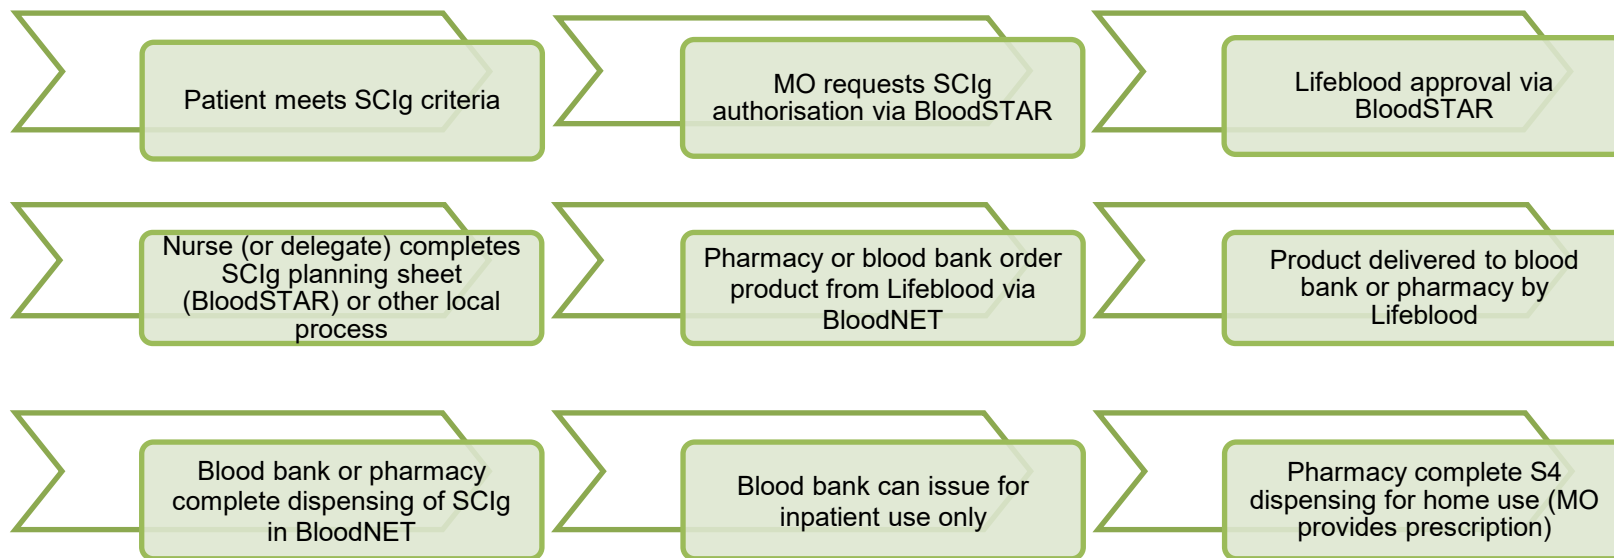 Patient meets SCIg criteria
MO requests SCIg
authorisation via BloodSTAR
Lifeblood approval via
BloodSTAR
Nurse (or delegate) completes
SCIg planning sheet
(BloodSTAR) or other local
process
Pharmacy or blood bank order
product from Lifeblood via
BloodNET
Product delivered to blood
bank or pharmacy by
Lifeblood
Blood bank or pharmacy
complete dispensing of SCIg
in BloodNET
Blood bank can issue for
inpatient use only
Pharmacy complete S4
dispensing for home use (MO
provides prescription)